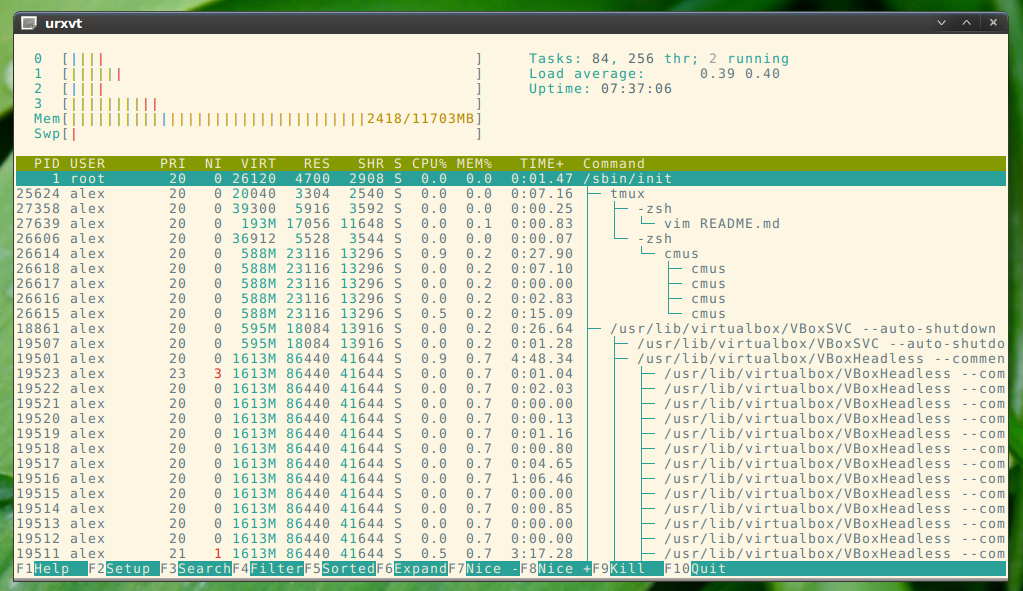 urxvt
0 [|||| ] Tasks: 84, 256 thr; 2 running
1 [|||||| ] Load average: 0.39 0.40
2 [|||| ] Uptime: 07:37:06
3 [|||||||||| ]
Mem[|||||||||||||||||||||||||||||||||2418/11703MB]
Swp[| ]
PID USER PRI NI VIRT RES SHR S CPU% MEM% TIME+ Command
1 root 20 0 26120 4700 2908 S 0.0 0.0 0:01.47 /sbin/init
25624 alex 20 0 20040 3304 2540 S 0.0 0.0 0:07.16 ├─ tmux
27358 alex 20 0 39300 5916 3592 S 0.0 0.0 0:00.25 │ ├─ -zsh
27639 alex 20 0 193M 17056 11648 S 0.0 0.1 0:00.83 │ │ └─ vim README.md
26606 alex 20 0 36912 5528 3544 S 0.0 0.0 0:00.07 │ └─ -zsh
26614 alex 20 0 588M 23116 13296 S 0.9 0.2 0:27.90 │ └─ cmus
26618 alex 20 0 588M 23116 13296 S 0.0 0.2 0:07.10 │ ├─ cmus
26617 alex 20 0 588M 23116 13296 S 0.0 0.2 0:00.00 │ ├─ cmus
26616 alex 20 0 588M 23116 13296 S 0.0 0.2 0:02.83 │ ├─ cmus
26615 alex 20 0 588M 23116 13296 S 0.5 0.2 0:15.09 │ └─ cmus
18861 alex 20 0 595M 18084 13916 S 0.0 0.2 0:26.64 ├─ /usr/lib/virtualbox/VBoxSVC --auto-shutdown
19507 alex 20 0 595M 18084 13916 S 0.0 0.2 0:01.28 │ ├─ /usr/lib/virtualbox/VBoxSVC --auto-shutdo
19501 alex 20 0 1613M 86440 41644 S 0.9 0.7 4:48.34 │ ├─ /usr/lib/virtualbox/VBoxHeadless --commen
19523 alex 23 3 1613M 86440 41644 S 0.0 0.7 0:01.04 │ │ ├─ /usr/lib/virtualbox/VBoxHeadless --com
19522 alex 20 0 1613M 86440 41644 S 0.0 0.7 0:02.03 │ │ ├─ /usr/lib/virtualbox/VBoxHeadless --com
19521 alex 20 0 1613M 86440 41644 S 0.0 0.7 0:00.00 │ │ ├─ /usr/lib/virtualbox/VBoxHeadless --com
19520 alex 20 0 1613M 86440 41644 S 0.0 0.7 0:00.13 │ │ ├─ /usr/lib/virtualbox/VBoxHeadless --com
19519 alex 20 0 1613M 86440 41644 S 0.0 0.7 0:01.16 │ │ ├─ /usr/lib/virtualbox/VBoxHeadless --com
19518 alex 20 0 1613M 86440 41644 S 0.0 0.7 0:00.80 │ │ ├─ /usr/lib/virtualbox/VBoxHeadless --com
19517 alex 20 0 1613M 86440 41644 S 0.0 0.7 0:04.65 │ │ ├─ /usr/lib/virtualbox/VBoxHeadless --com
19516 alex 20 0 1613M 86440 41644 S 0.0 0.7 1:06.46 │ │ ├─ /usr/lib/virtualbox/VBoxHeadless --com
19515 alex 20 0 1613M 86440 41644 S 0.0 0.7 0:00.00 │ │ ├─ /usr/lib/virtualbox/VBoxHeadless --com
19514 alex 20 0 1613M 86440 41644 S 0.0 0.7 0:00.85 │ │ ├─ /usr/lib/virtualbox/VBoxHeadless --com
19513 alex 20 0 1613M 86440 41644 S 0.0 0.7 0:00.00 │ │ ├─ /usr/lib/virtualbox/VBoxHeadless --com
19512 alex 20 0 1613M 86440 41644 S 0.0 0.7 0:00.00 │ │ ├─ /usr/lib/virtualbox/VBoxHeadless --com
19511 alex 21 1 1613M 86440 41644 S 0.5 0.7 3:17.28 │ │ ├─ /usr/lib/virtualbox/VBoxHeadless --com
F1Help F2Setup F3SearchF4FilterF5SortedF6ExpandF7Nice -F8Nice +F9Kill F10Quit